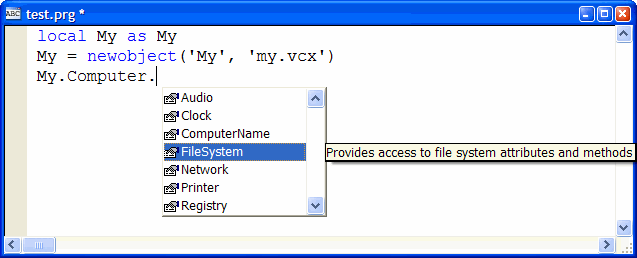 test.prg *
local My as My
My = newobject('My', 'my.vcx')
My.Computer.
Audio
Clock
ComputerName
FileSystem
Provides access to file system attributes and methods
Network
Printer
Registry